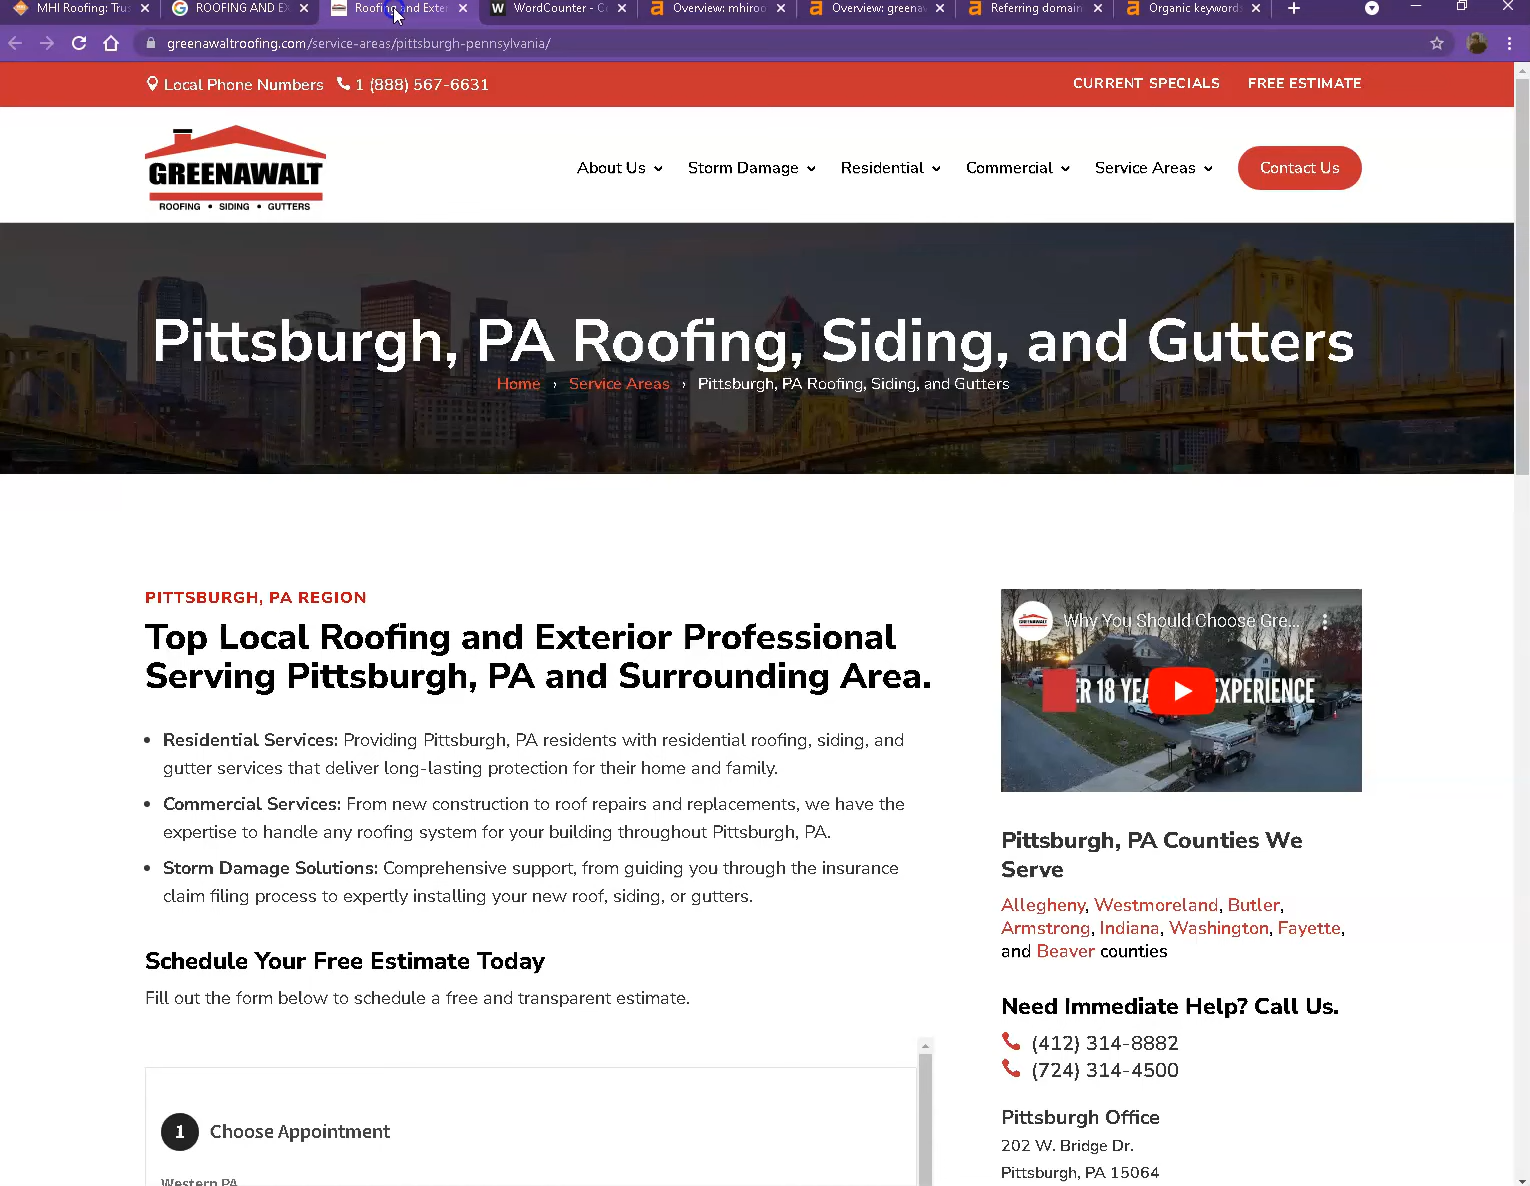 MHI Roofing: Tru
ROOFING AND E
Roofing and Exter
WordCounter - C
Overview: mhiroo
Overview: greenaw
Referring domain
Organic keyword
greenawaltroofing.com/service-areas/pittsburgh-pennsylvania/
Local Phone Numbers 1 (888) 567-6631
CURRENT SPECIALS FREE ESTIMATE
GREENAWALT
ROOFING • SIDING • GUTTERS
About Us Storm Damage Residential Commercial Service Areas Contact Us
Pittsburgh, PA Roofing, Siding, and Gutters
Home › Service Areas › Pittsburgh, PA Roofing, Siding, and Gutters
PITTSBURGH, PA REGION
Top Local Roofing and Exterior Professional
Serving Pittsburgh, PA and Surrounding Area.
• Residential Services: Providing Pittsburgh, PA residents with residential roofing, siding, and
gutter services that deliver long-lasting protection for their home and family.
• Commercial Services: From new construction to roof repairs and replacements, we have the
expertise to handle any roofing system for your building throughout Pittsburgh, PA.
• Storm Damage Solutions: Comprehensive support, from guiding you through the insurance
claim filing process to expertly installing your new roof, siding, or gutters.
Schedule Your Free Estimate Today
Fill out the form below to schedule a free and transparent estimate.
1 Choose Appointment
Western PA
GREENAWALT
Why You Should Choose Gre...
ER 18 YEA EXPERIENCE
Pittsburgh, PA Counties We
Serve
Allegheny, Westmoreland, Butler,
Armstrong, Indiana, Washington, Fayette,
and Beaver counties
Need Immediate Help? Call Us.
(412) 314-8882
(724) 314-4500
Pittsburgh Office
202 W. Bridge Dr.
Pittsburgh, PA 15064